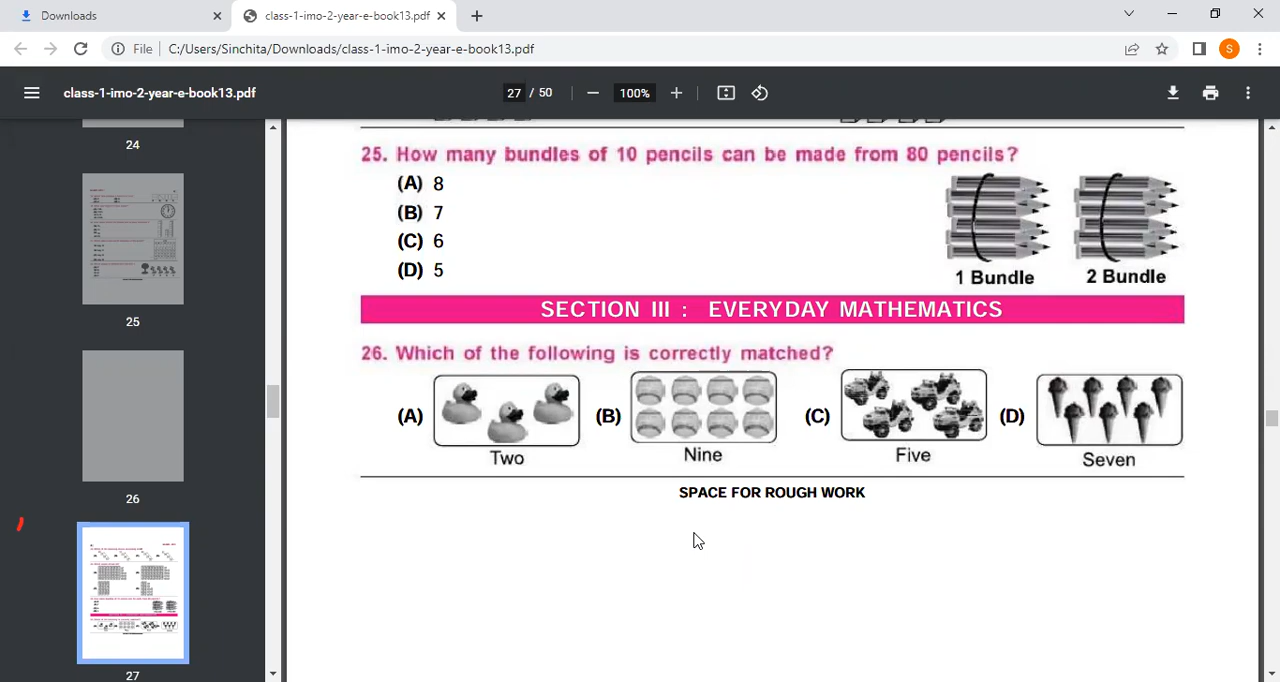 Downloads
class-1-imo-2-year-e-book13.pdf
File
C:/Users/Sinchita/Downloads/class-1-imo-2-year-e-book13.pdf
S
class-1-imo-2-year-e-book13.pdf
27 / 50
100%
24
25
26
27
25. How many bundles of 10 pencils can be made from 80 pencils?
(A) 8
(B) 7
(C) 6
(D) 5
1 Bundle
2 Bundle
SECTION III : EVERYDAY MATHEMATICS
26. Which of the following is correctly matched?
(A) (B) (C) (D)
Two Nine Five Seven
SPACE FOR ROUGH WORK